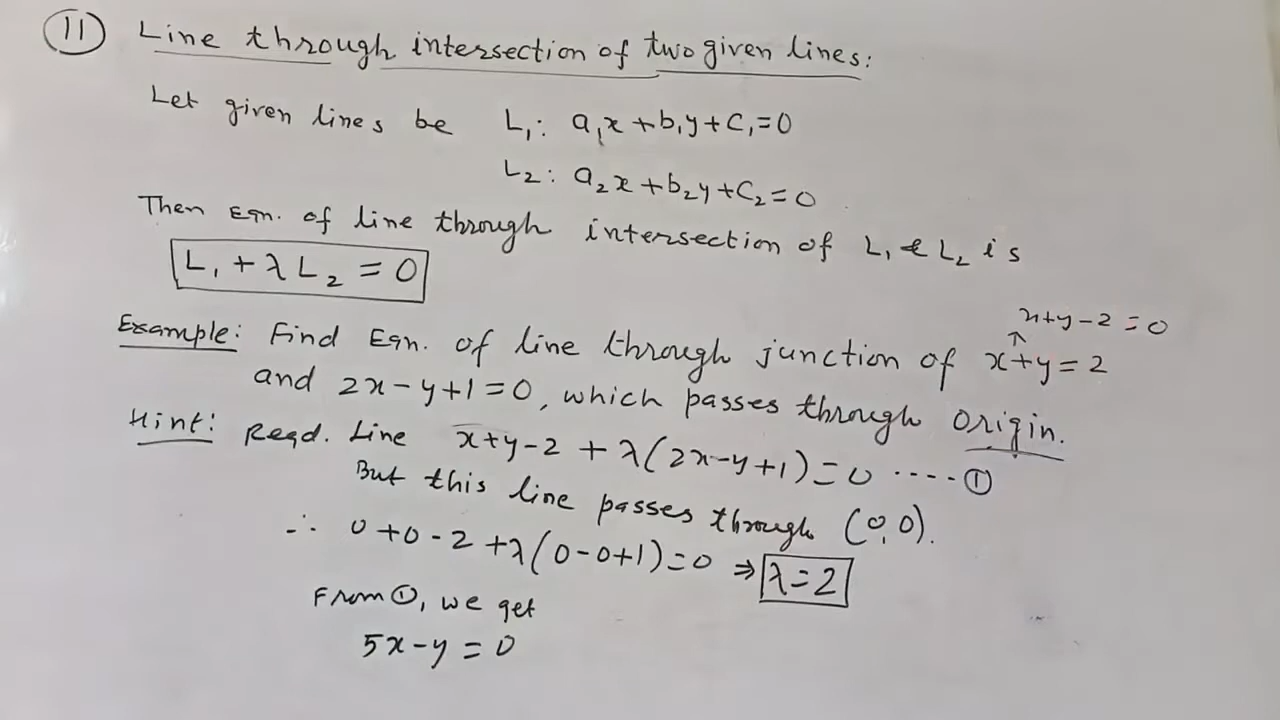 (11) Line through intersection of two given lines:
Let given lines be L₁: a₁x + b₁y + c₁ = 0
L₂: a₂x + b₂y + c₂ = 0
Then Eqn. of line through intersection of L₁ & L₂ is
L₁ + λ L₂ = 0
x+y-2 = 0
Example: Find Eqn. of line through junction of x+y = 2
and 2x - y + 1 = 0, which passes through origin.
Hint: Reqd. Line x+y-2 + λ(2x-y+1) = 0 ----- ①
But this line passes through (0,0).
∴ 0+0-2+λ(0-0+1)=0 ⇒ λ=2
From ①, we get
5x-y = 0